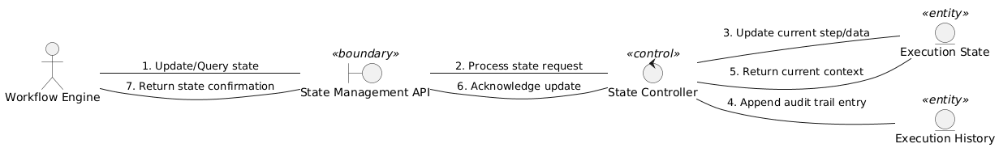 Workflow Engine
1. Update/Query state
7. Return state confirmation
«boundary»
State Management API
2. Process state request
6. Acknowledge update
«control»
State Controller
3. Update current step/data
5. Return current context
4. Append audit trail entry
«entity»
Execution State
«entity»
Execution History